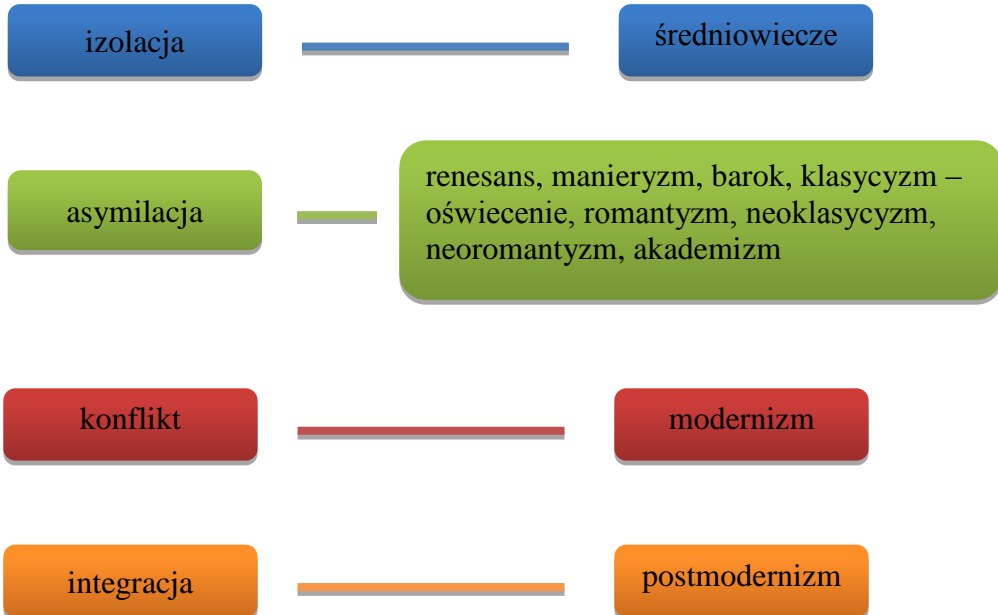 izolacja
średniowiecze
asymilacja
renesans, manieryzm, barok, klasycyzm –
oświecenie, romantyzm, neoklasycyzm,
neoromantyzm, akademizm
konflikt
modernizm
integracja
postmodernizm